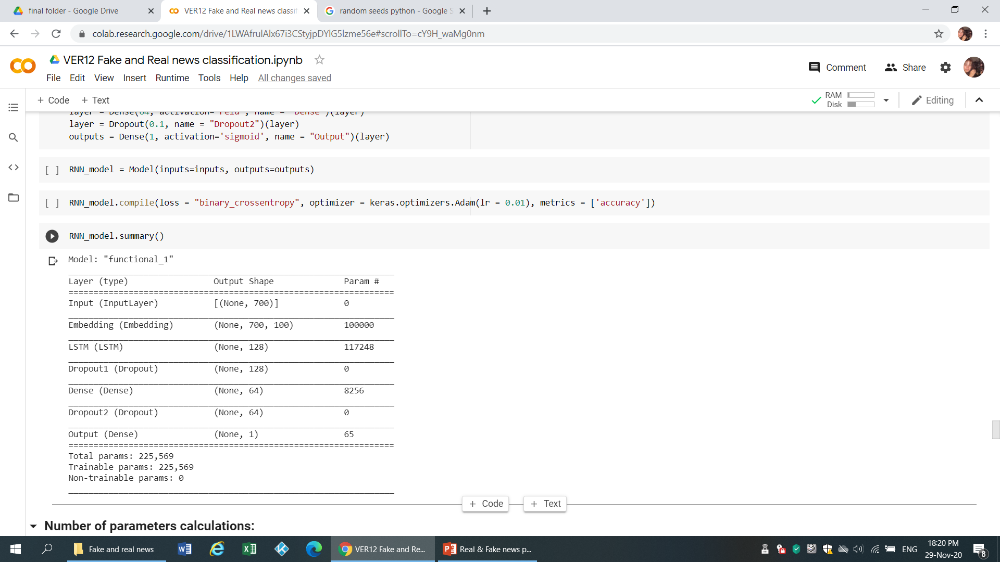 final folder - Google Drive
VER12 Fake and Real news classif
random seeds python - Google S
colab.research.google.com/drive/1LWAfrulAlx67i3CStyjpDYlG5lzme56e#scrollTo=cY9H_waMg0nm
VER12 Fake and Real news classification.ipynb
Comment
Share
File Edit View Insert Runtime Tools Help All changes saved
+ Code + Text
RAM
Disk
Editing
layer = Dense(64, activation='relu', name = "Dense")(layer)
layer = Dropout(0.1, name = "Dropout2")(layer)
outputs = Dense(1, activation='sigmoid', name = "Output")(layer)
[ ] RNN_model = Model(inputs=inputs, outputs=outputs)
[ ] RNN_model.compile(loss = "binary_crossentropy", optimizer = keras.optimizers.Adam(lr = 0.01), metrics = ['accuracy'])
RNN_model.summary()
Model: "functional_1"
Layer (type) Output Shape Param #
Input (InputLayer) [(None, 700)] 0
Embedding (Embedding) (None, 700, 100) 100000
LSTM (LSTM) (None, 128) 117248
Dropout1 (Dropout) (None, 128) 0
Dense (Dense) (None, 64) 8256
Dropout2 (Dropout) (None, 64) 0
Output (Dense) (None, 1) 65
Total params: 225,569
Trainable params: 225,569
Non-trainable params: 0
+ Code + Text
Number of parameters calculations:
Fake and real news
VER12 Fake and Re...
Real & Fake news p...
ENG
18:20 PM
29-Nov-20
8